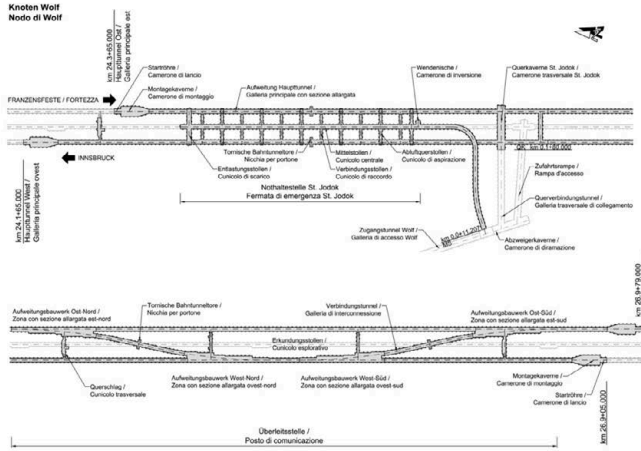 Knoten Wolf
Nodo di Wolf
km 24.3+65.000
Haupttunnel Ost /
Galleria principale est
Startröhre /
Camerone di lancio
Montagekaverne /
Camerone di montaggio
Aufweitung Haupttunnel /
Galleria principale con sezione allargata
Wendenische /
Camerone di inversione
Querkaverne St. Jodok /
Camerone trasversale St. Jodok
FRANZENSFESTE / FORTEZZA
INNSBRUCK
km 24.1+65.000
Haupttunnel West /
Galleria principale ovest
Tornische Bahntunneltore /
Nicchia per portone
Mittelstollen /
Cunicolo centrale
Abluftquerstollen /
Cunicolo di aspirazione
Entlastungsstollen /
Cunicolo di scarico
Verbindungsstollen /
Cunicolo di raccordo
Nothaltestelle St. Jodok
Fermata di emergenza St. Jodok
Zufahrtsrampe /
Rampa d'accesso
Querverbindungstunnel /
Galleria trasversale di collegamento
Zugangstunnel Wolf /
Galleria di accesso Wolf
Abzweigerkaverne /
Camerone di diramazione
km 26.9+79.000
Aufweitungsbauwerk Ost-Nord /
Zona con sezione allargata est-nord
Tornische Bahntunneltore /
Nicchia per portone
Verbindungstunnel /
Galleria di interconnessione
Aufweitungsbauwerk Ost-Süd /
Zona con sezione allargata est-sud
Erkundungsstollen /
Cunicolo esplorativo
Querschlag /
Cunicolo trasversale
Aufweitungsbauwerk West-Nord /
Zona con sezione allargata ovest-nord
Aufweitungsbauwerk West-Süd /
Zona con sezione allargata ovest-sud
Montagekaverne /
Camerone di montaggio
Startröhre /
Camerone di lancio
km 26.9+05.000
Überleitstelle /
Posto di comunicazione